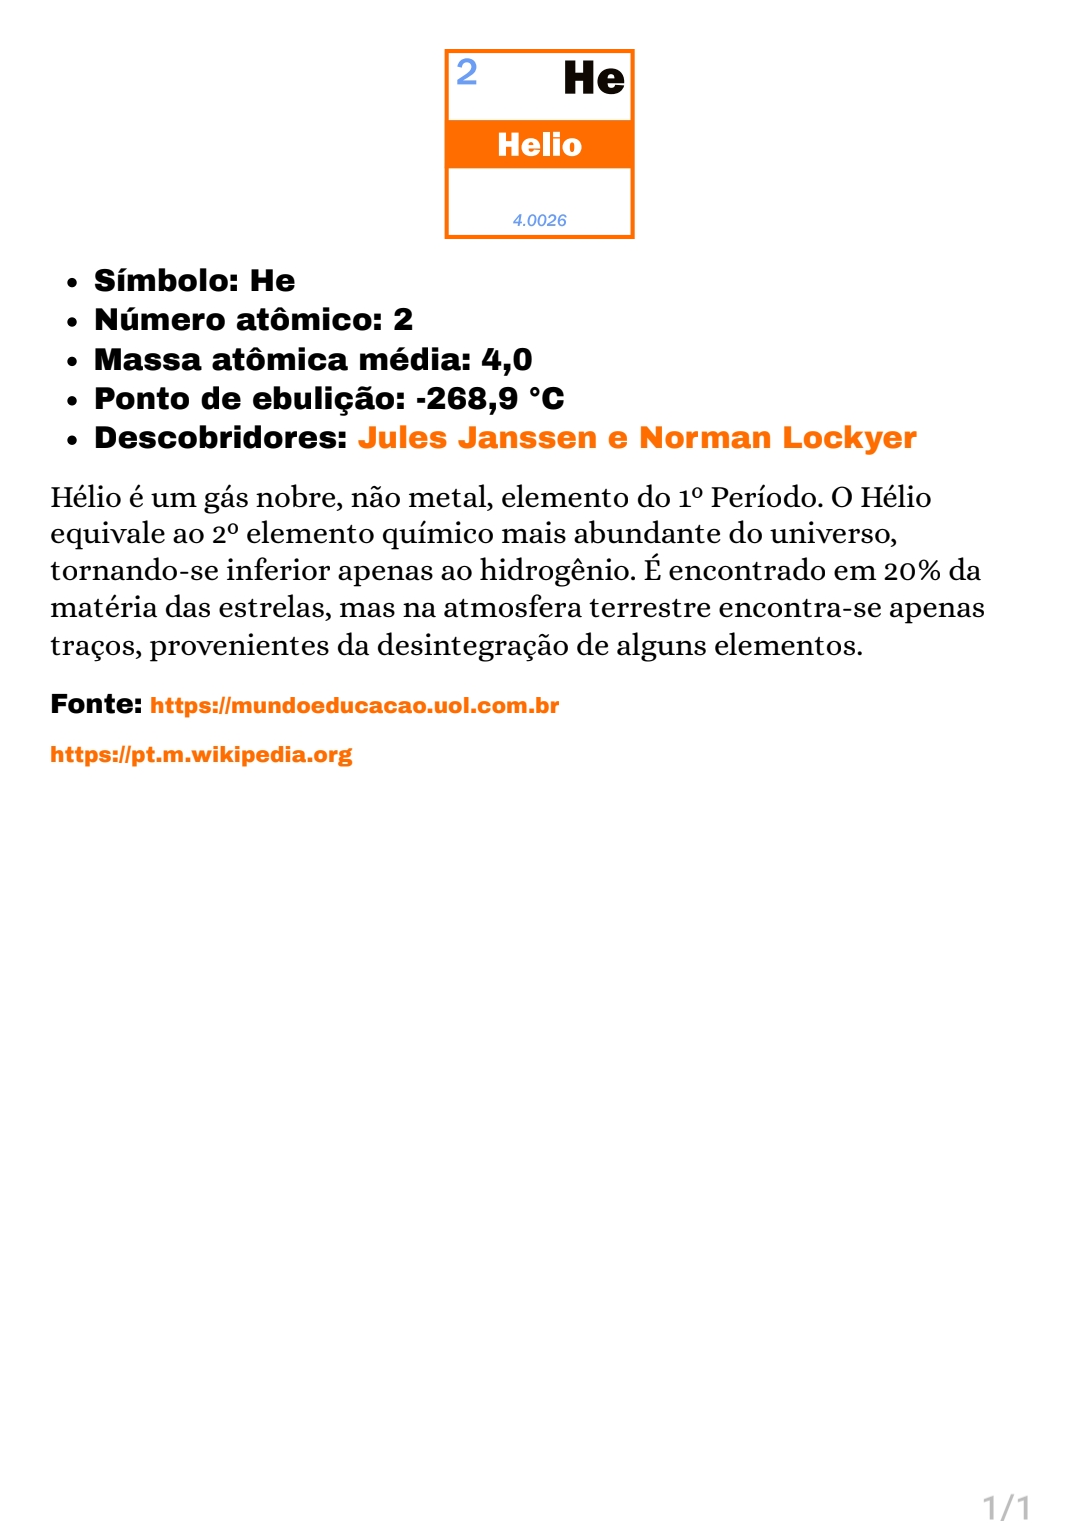 2
He
Helio
4.0026
• Símbolo: He
• Número atômico: 2
• Massa atômica média: 4,0
• Ponto de ebulição: -268,9 °C
• Descobridores: Jules Janssen e Norman Lockyer
Hélio é um gás nobre, não metal, elemento do 1º Período. O Hélio
equivale ao 2º elemento químico mais abundante do universo,
tornando-se inferior apenas ao hidrogênio. É encontrado em 20% da
matéria das estrelas, mas na atmosfera terrestre encontra-se apenas
traços, provenientes da desintegração de alguns elementos.
Fonte: https://mundoeducacao.uol.com.br
https://pt.m.wikipedia.org
1/1